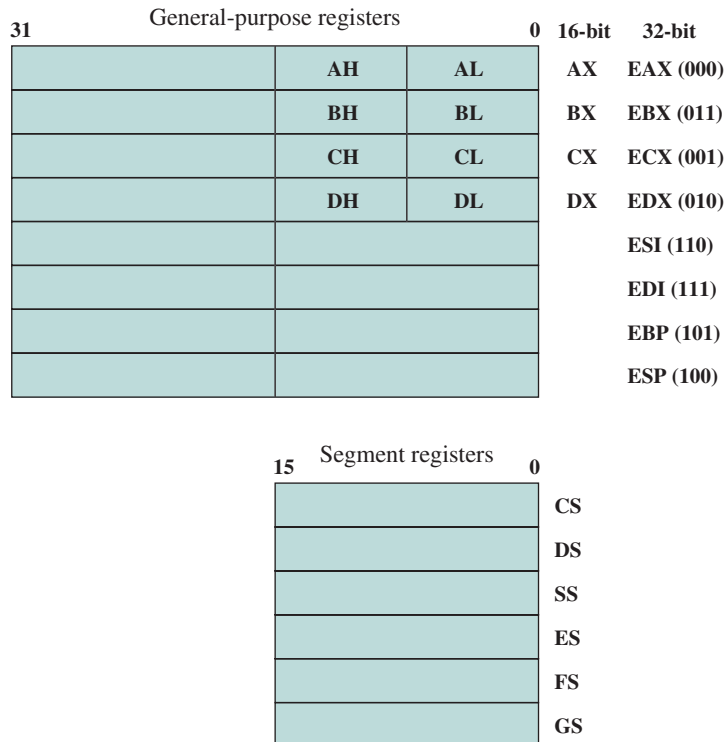 General-purpose registers
31 0 16-bit 32-bit
AH AL AX EAX (000)
BH BL BX EBX (011)
CH CL CX ECX (001)
DH DL DX EDX (010)
ESI (110)
EDI (111)
EBP (101)
ESP (100)
Segment registers
15 0
CS
DS
SS
ES
FS
GS